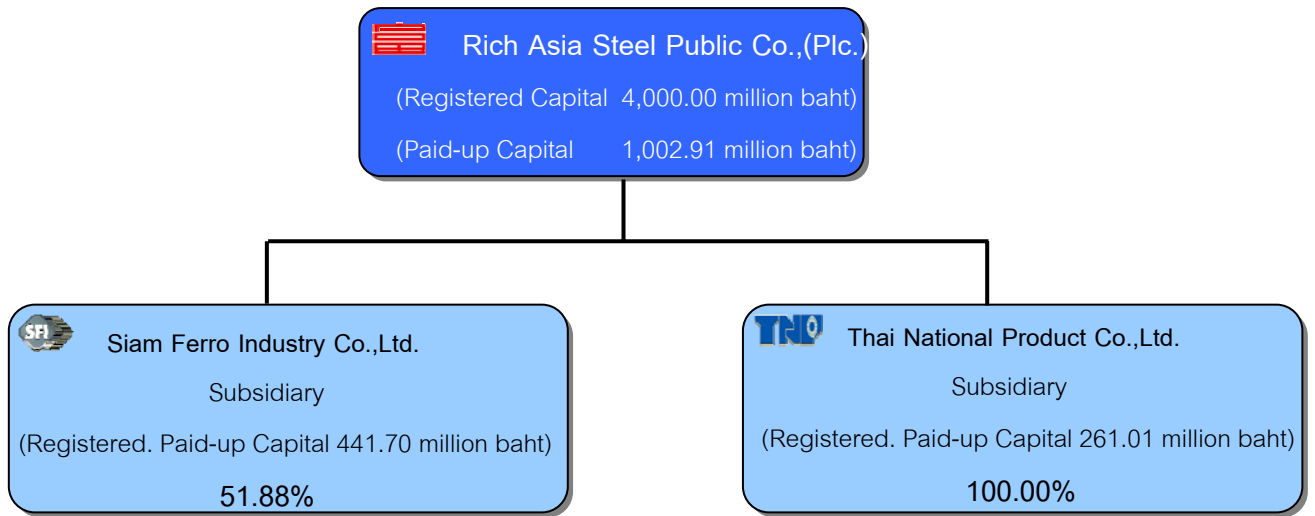 Rich Asia Steel Public Co.,(Plc.)
(Registered Capital 4,000.00 million baht)
(Paid-up Capital 1,002.91 million baht)
SFI
Siam Ferro Industry Co.,Ltd.
Subsidiary
(Registered. Paid-up Capital 441.70 million baht)
51.88%
TNP
Thai National Product Co.,Ltd.
Subsidiary
(Registered. Paid-up Capital 261.01 million baht)
100.00%